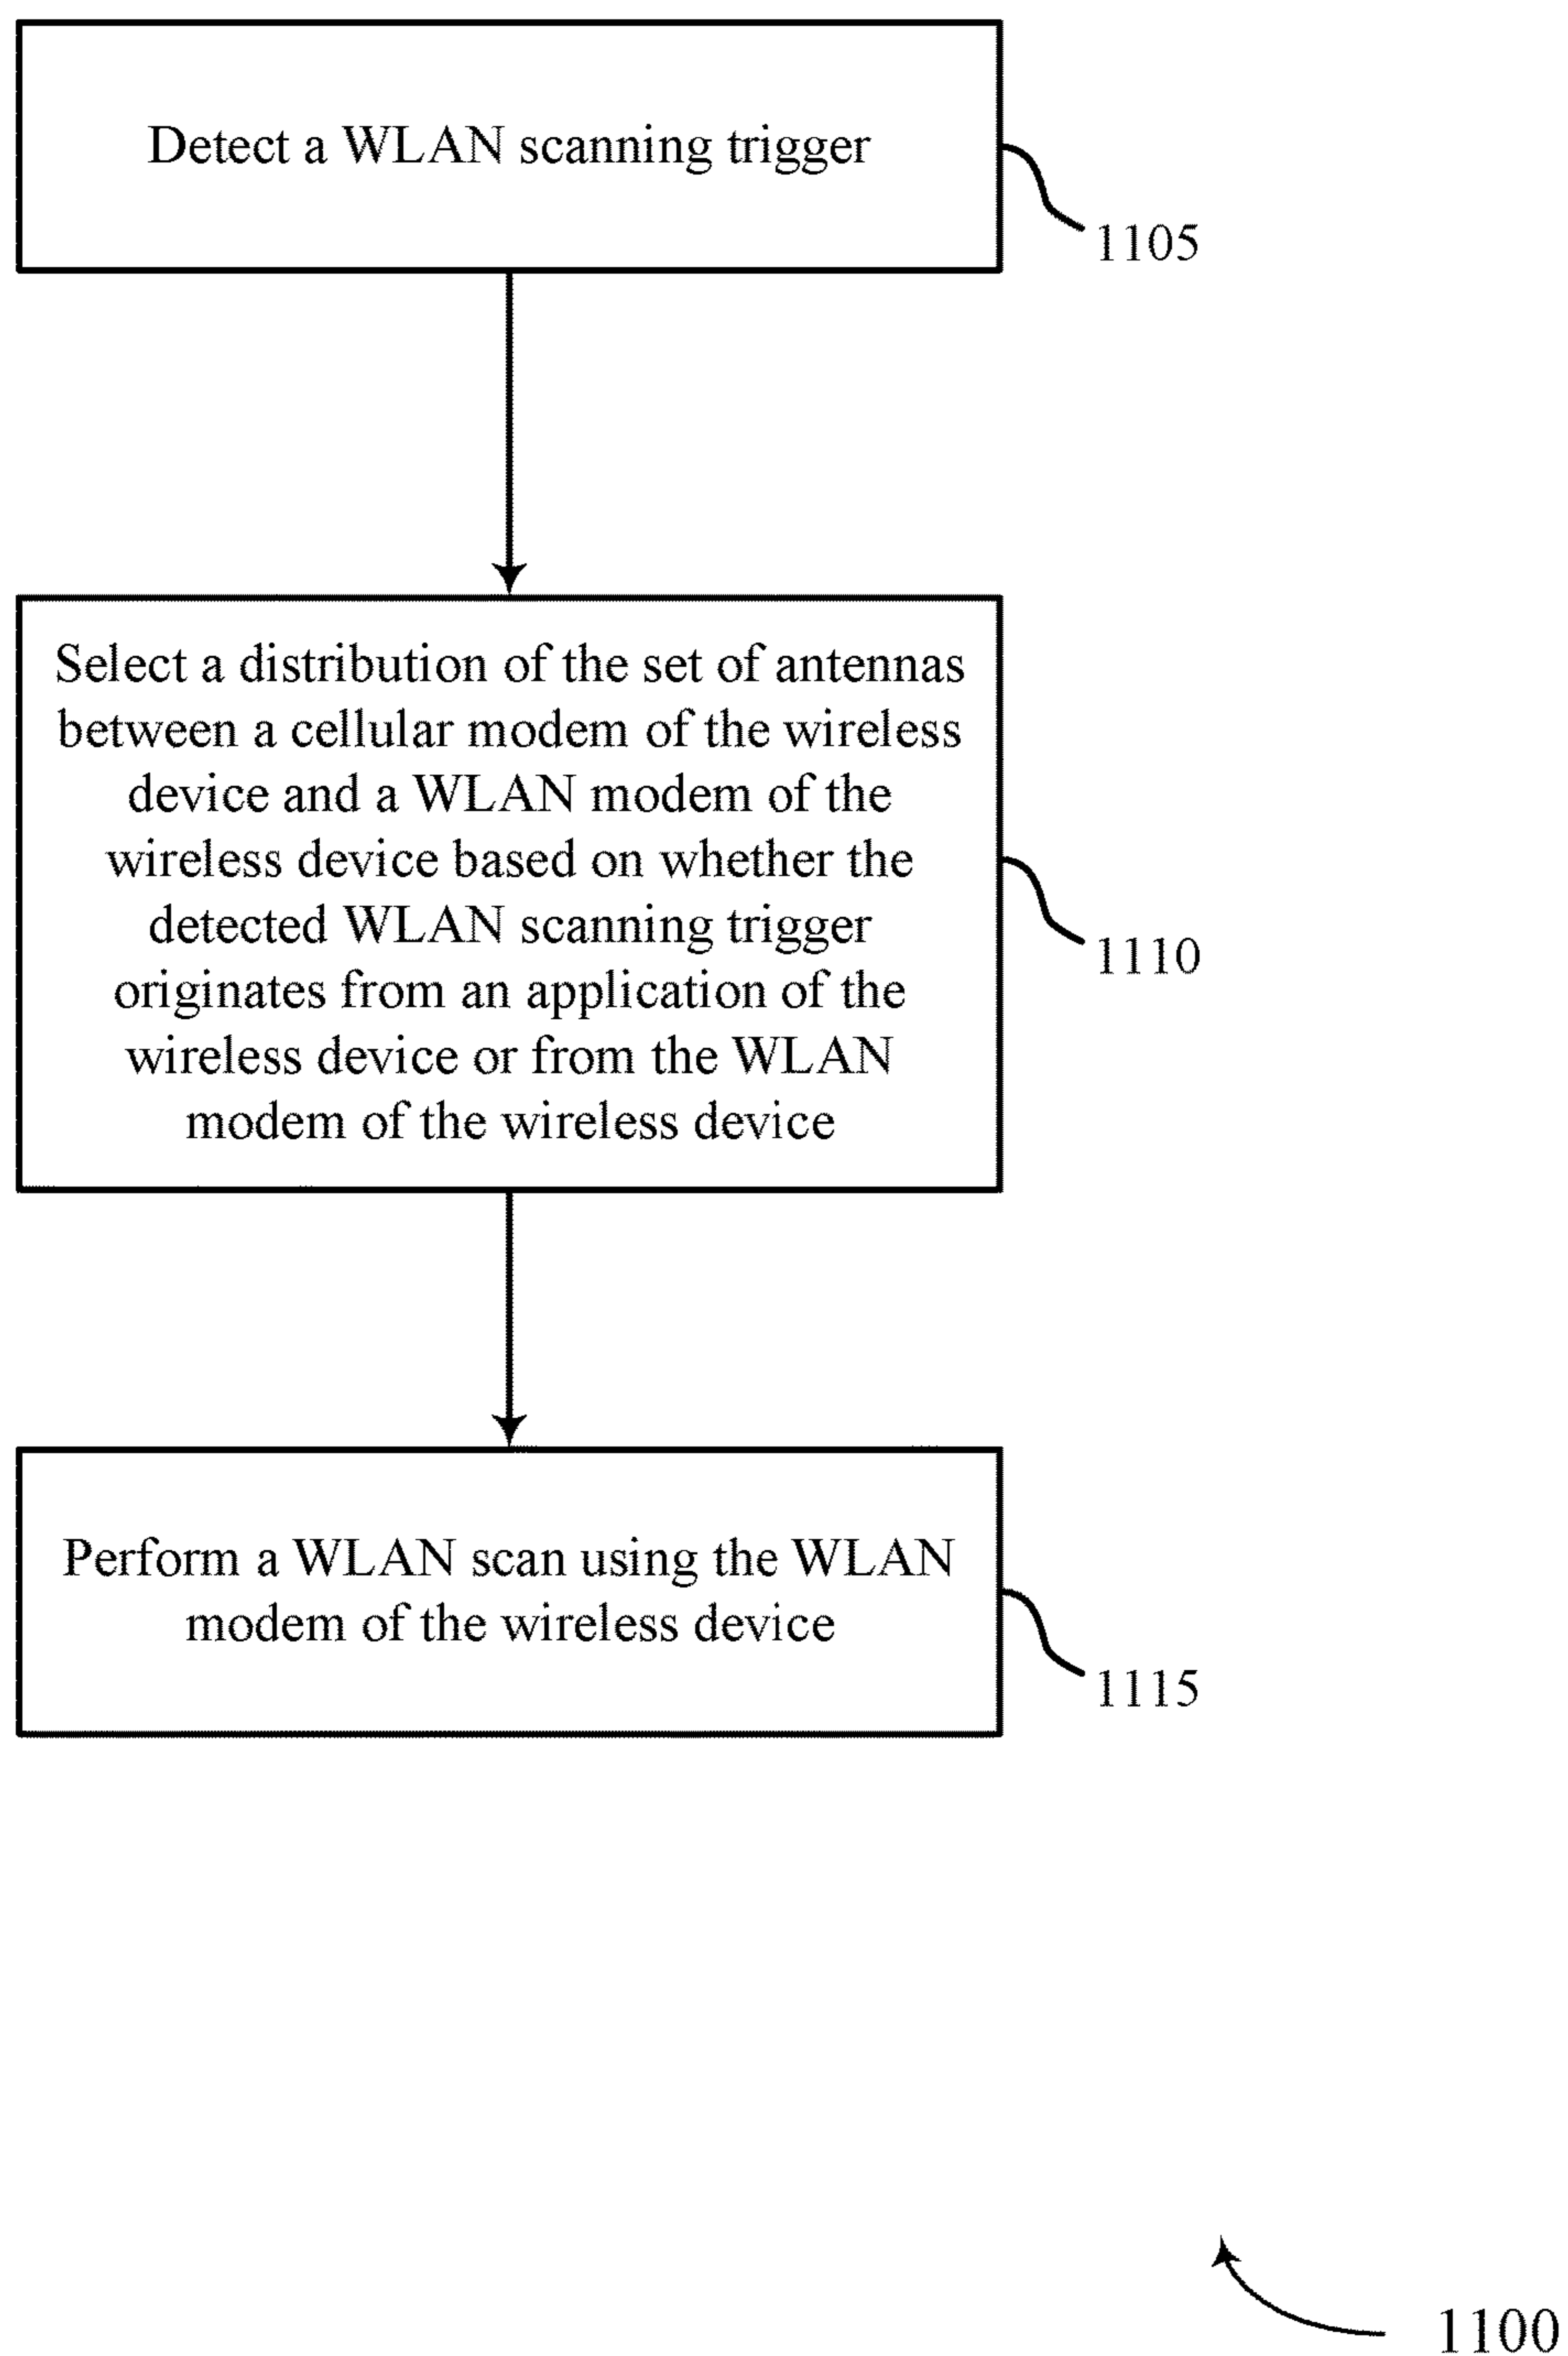 Detect a WLAN scanning trigger
1105
Select a distribution of the set of antennas
between a cellular modem of the wireless
device and a WLAN modem of the
wireless device based on whether the
detected WLAN scanning trigger
originates from an application of the
wireless device or from the WLAN
modem of the wireless device
1110
Perform a WLAN scan using the WLAN
modem of the wireless device
1115
1100